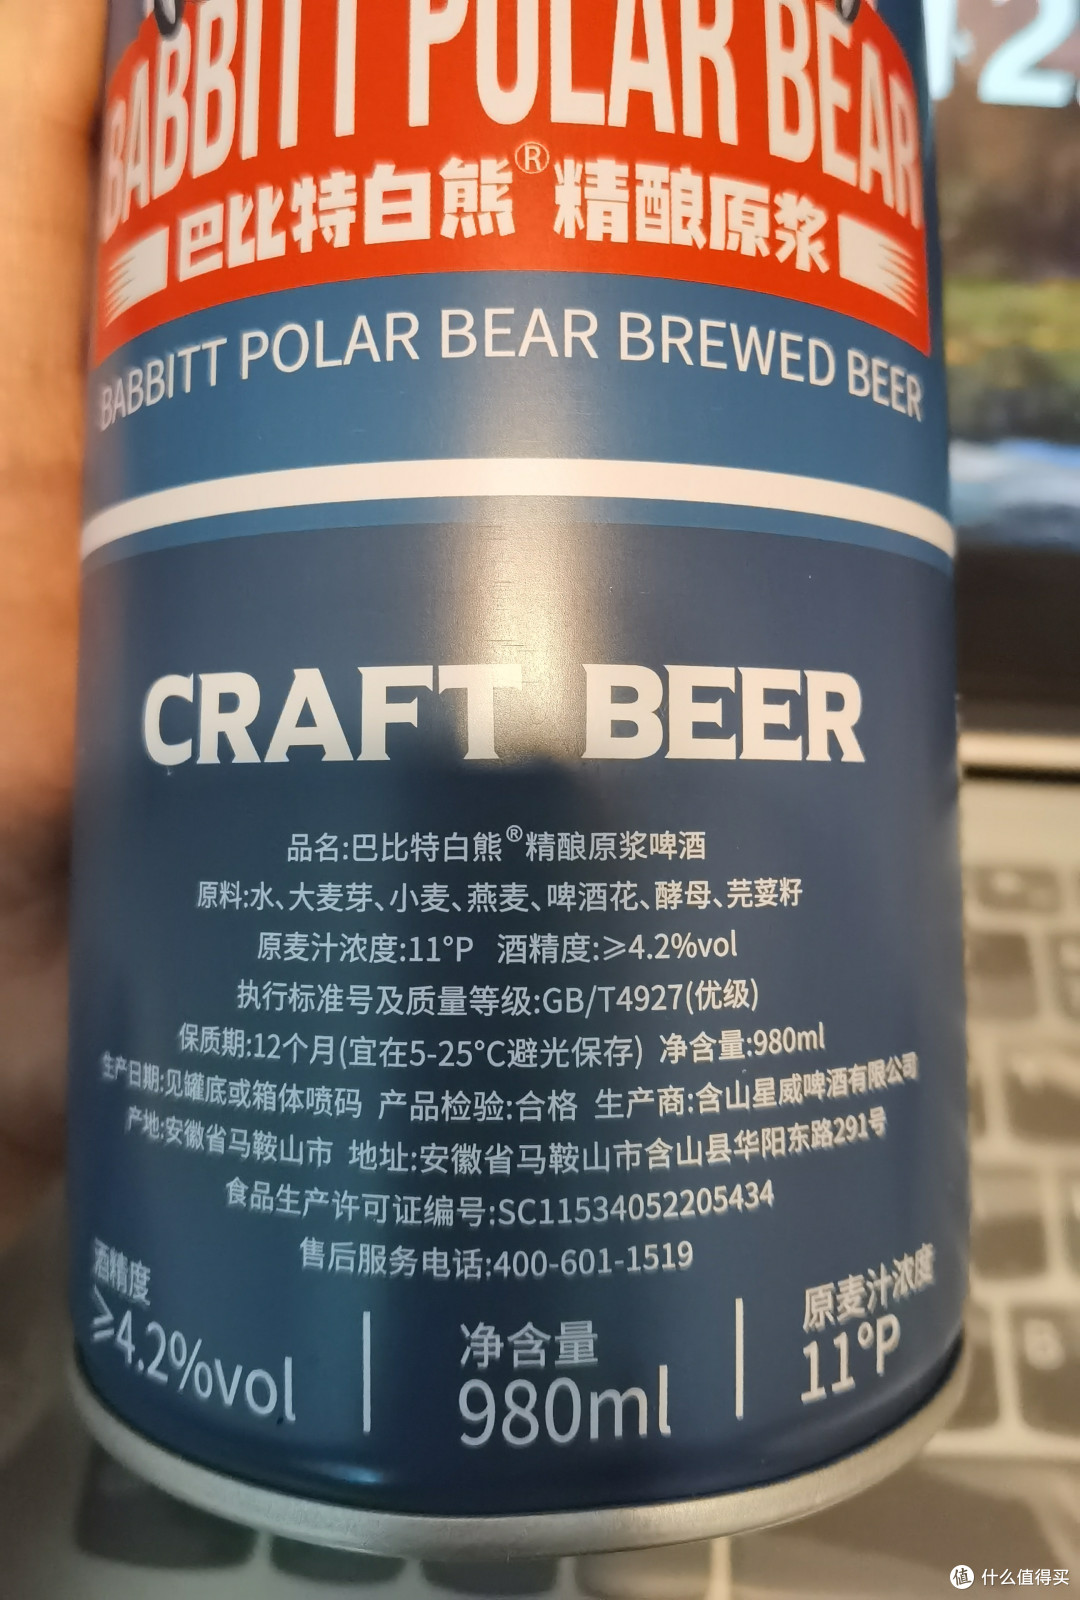 BABBITT POLAR BEAR
巴比特白熊®精酿原浆
BABBITT POLAR BEAR BREWED BEER
CRAFT BEER
品名:巴比特白熊®精酿原浆啤酒
原料:水、大麦芽、小麦、燕麦、啤酒花、酵母、芫荽籽
原麦汁浓度:11°P 酒精度:≥4.2%vol
执行标准号及质量等级:GB/T4927(优级)
保质期:12个月(宜在5-25°C避光保存) 净含量:980ml
生产日期:见罐底或箱体喷码 产品检验:合格 生产商:含山星威啤酒有限公司
产地:安徽省马鞍山市 地址:安徽省马鞍山市含山县华阳东路291号
食品生产许可证编号:SC11534052205434
售后服务电话:400-601-1519
酒精度
≥4.2%vol
净含量
980ml
原麦汁浓度
11°P
值 什么值得买